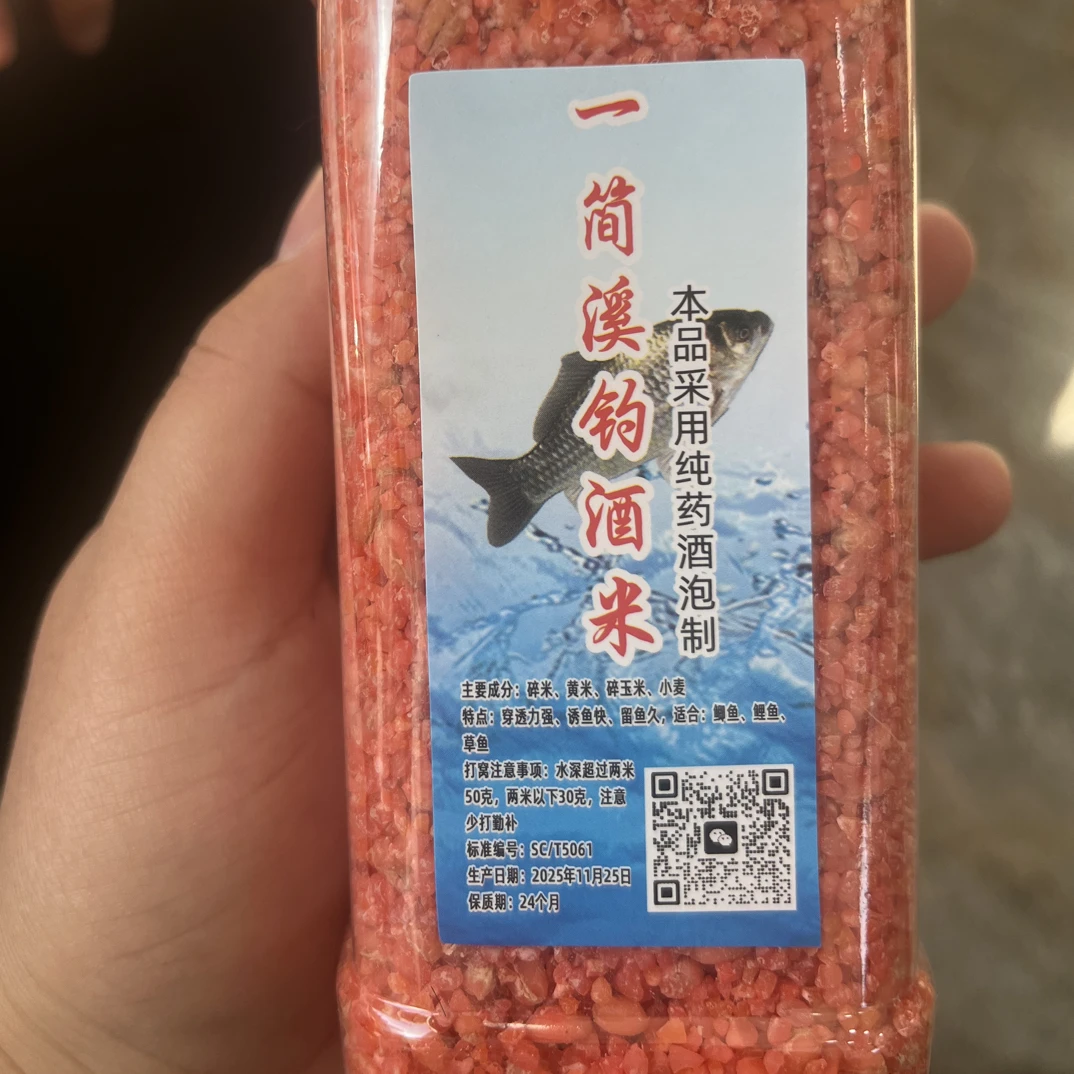 一简溪钓酒米
本品采用纯药酒泡制
主要成分：碎米、黄米、碎玉米、小麦
特点：穿透力强、诱鱼快、留鱼久，适合：鲫鱼、鲤鱼、
草鱼
打窝注意事项：水深超过两米
50克，两米以下30克，注意
少打勤补
标准编号：SC/T5061
生产日期：2025年11月25日
保质期：24个月